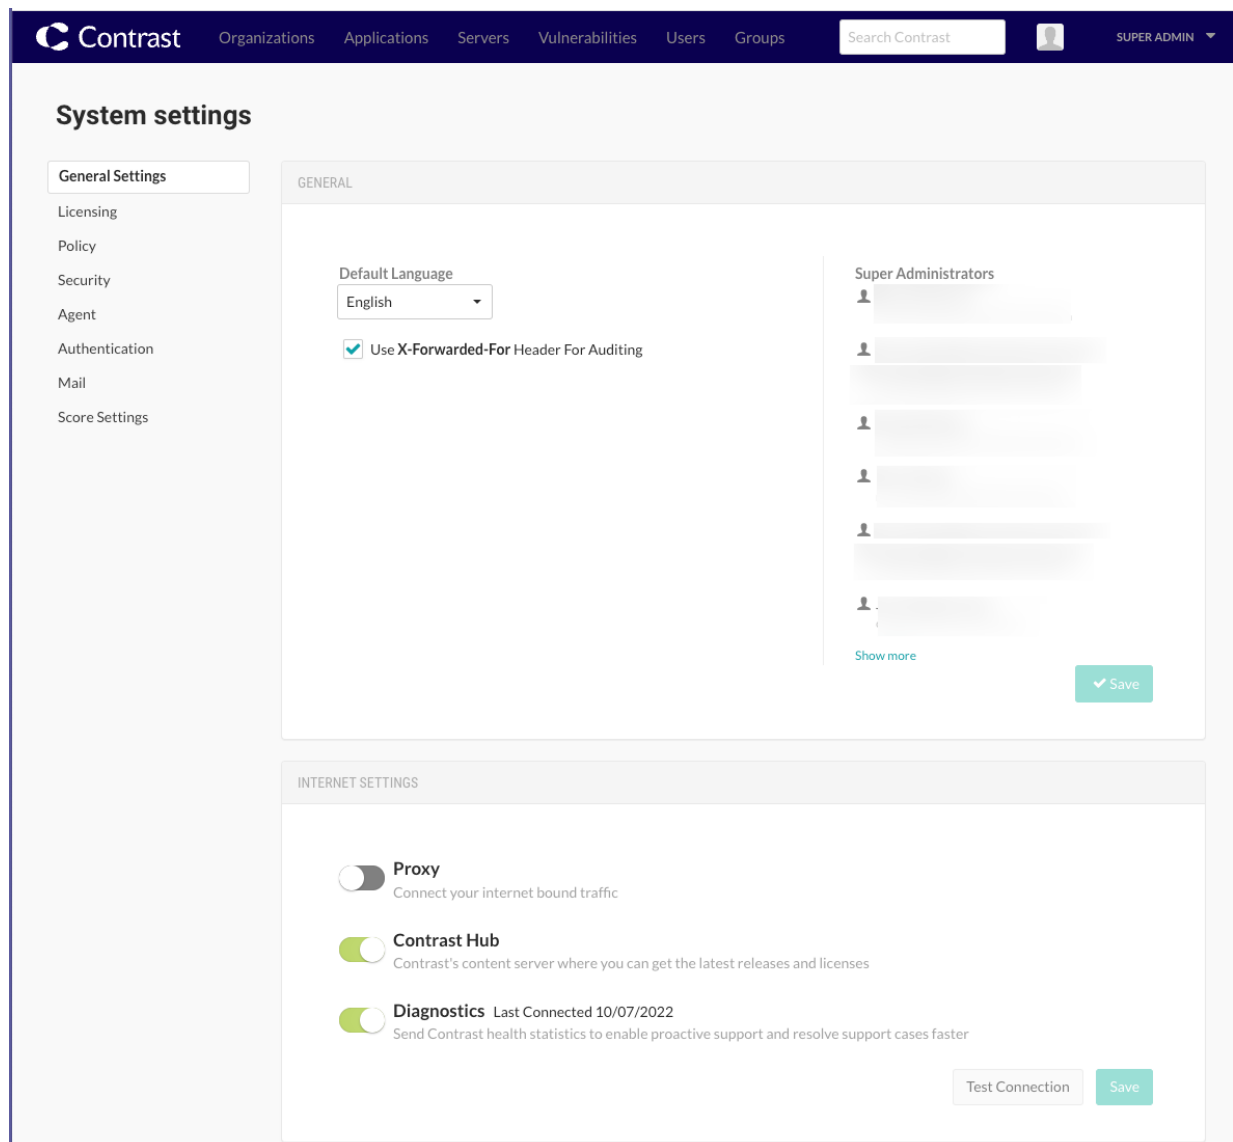 Contrast Organizations Applications Servers Vulnerabilities Users Groups Search Contrast SUPER ADMIN
System settings
General Settings
Licensing
Policy
Security
Agent
Authentication
Mail
Score Settings
GENERAL
Default Language
English
Use X-Forwarded-For Header For Auditing
Super Administrators
Show more
Save
INTERNET SETTINGS
Proxy
Connect your internet bound traffic
Contrast Hub
Contrast's content server where you can get the latest releases and licenses
Diagnostics Last Connected 10/07/2022
Send Contrast health statistics to enable proactive support and resolve support cases faster
Test Connection Save